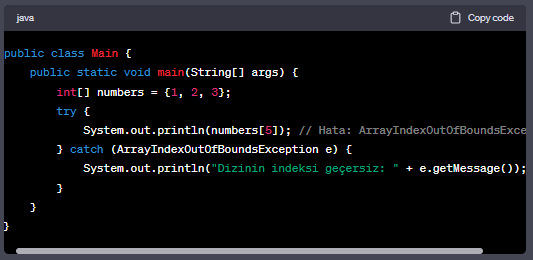 java
Copy code
public class Main {
    public static void main(String[] args) {
        int[] numbers = {1, 2, 3};
        try {
            System.out.println(numbers[5]); // Hata: ArrayIndexOutOfBoundsExce
        } catch (ArrayIndexOutOfBoundsException e) {
            System.out.println("Dizinin indeksi geçersiz: " + e.getMessage());
        }
    }
}